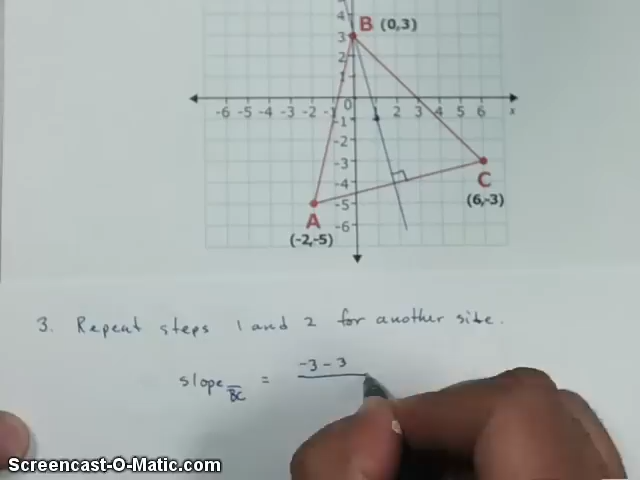 4
B (0,3)
3
2
1
-6 -5 -4 -3 -2 -1 0 1 2 3 4 5 6 x
-1
-2
-3
C
-4
(6,-3)
-5
A
-6
(-2,-5)
3. Repeat steps 1 and 2 for another side.
slope BC = -3 - 3
Screencast-O-Matic.com